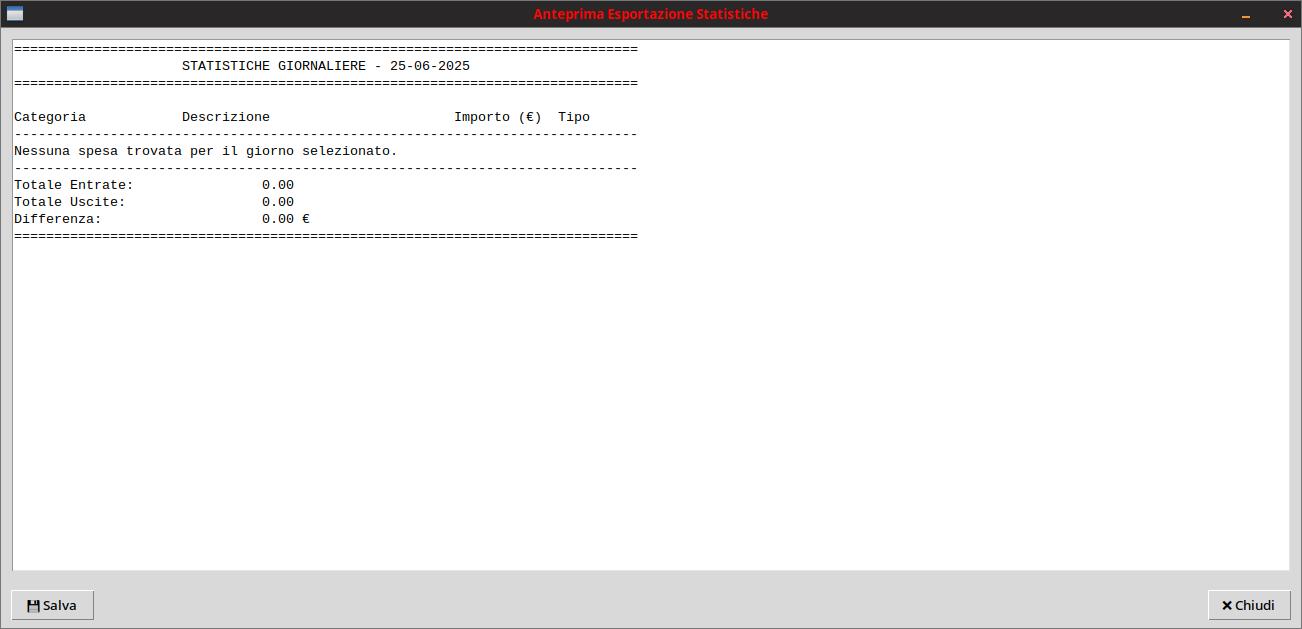 Anteprima Esportazione Statistiche
==============================================================================
STATISTICHE GIORNALIERE - 25-06-2025
==============================================================================
Categoria Descrizione Importo (€) Tipo
------------------------------------------------------------------------------
Nessuna spesa trovata per il giorno selezionato.
------------------------------------------------------------------------------
Totale Entrate: 0.00
Totale Uscite: 0.00
Differenza: 0.00 €
==============================================================================
Salva
Chiudi